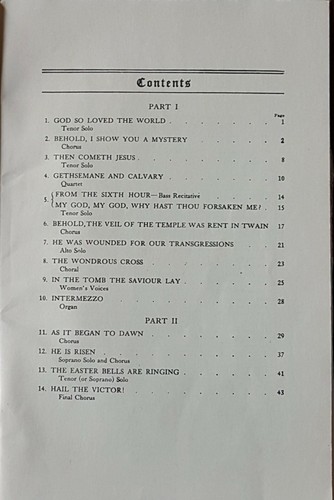 Contents
PART I
Page
1. GOD SO LOVED THE WORLD . . . . . . . 1
Tenor Solo
2. BEHOLD, I SHOW YOU A MYSTERY . . . . . . 2
Chorus
3. THEN COMETH JESUS . . . . . . . . 8
Tenor Solo
4. GETHSEMANE AND CALVARY . . . . . . . 10
Quartet
5. { FROM THE SIXTH HOUR—Bass Recitative . . . . 14
MY GOD, MY GOD, WHY HAST THOU FORSAKEN ME? . 15
Tenor Solo
6. BEHOLD, THE VEIL OF THE TEMPLE WAS RENT IN TWAIN 17
Chorus
7. HE WAS WOUNDED FOR OUR TRANSGRESSIONS . . . 21
Alto Solo
8. THE WONDROUS CROSS . . . . . . . 23
Choral
9. IN THE TOMB THE SAVIOUR LAY . . . . . . 25
Women's Voices
10. INTERMEZZO . . . . . . . . . 28
Organ
PART II
11. AS IT BEGAN TO DAWN . . . . . . . 29
Chorus
12. HE IS RISEN . . . . . . . . . 37
Soprano Solo and Chorus
13. THE EASTER BELLS ARE RINGING . . . . . . 41
Tenor (or Soprano) Solo
14. HAIL THE VICTOR! . . . . . . . . 43
Final Chorus